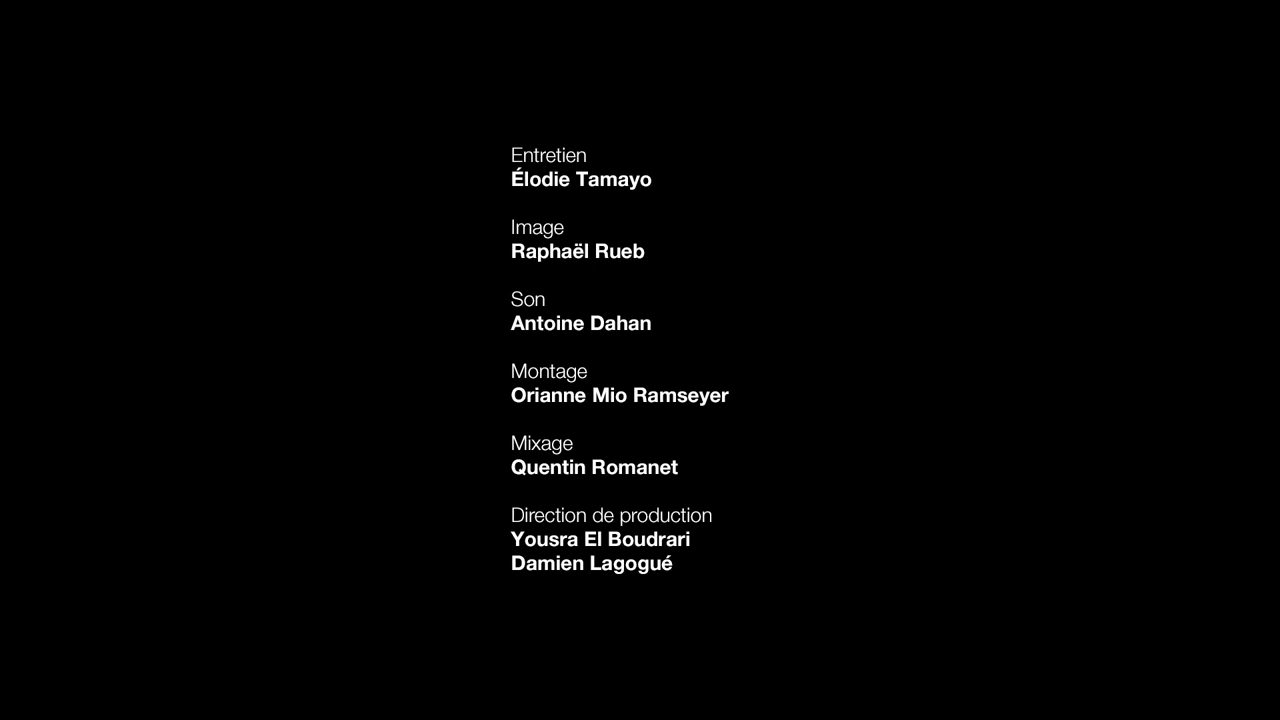 Entretien
Élodie Tamayo
Image
Raphaël Rueb
Son
Antoine Dahan
Montage
Orianne Mio Ramseyer
Mixage
Quentin Romanet
Direction de production
Yousra El Boudrari
Damien Lagogué